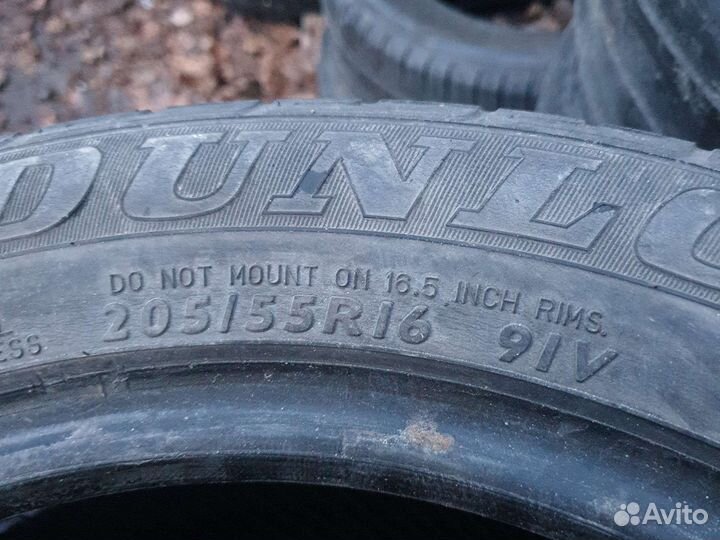 DUNLO
DO NOT MOUNT ON 16.5 INCH RIMS.
205/55R16 91V
ESS
Avito